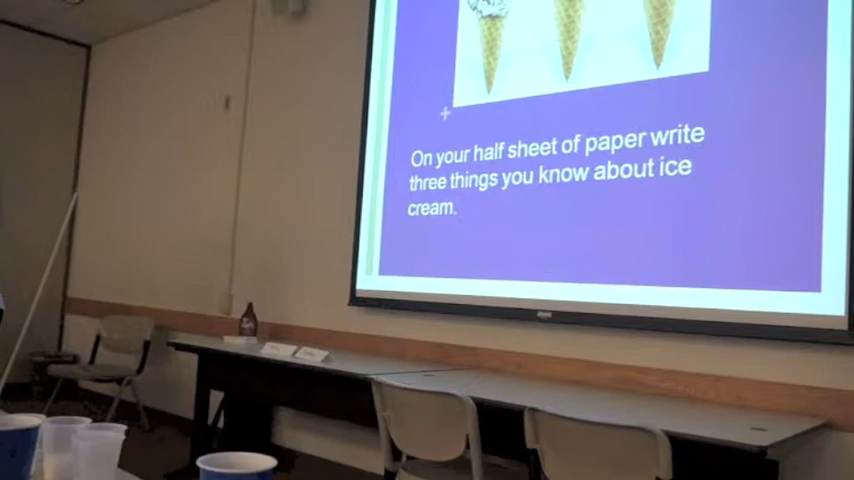 On your half sheet of paper write
three things you know about ice
cream.